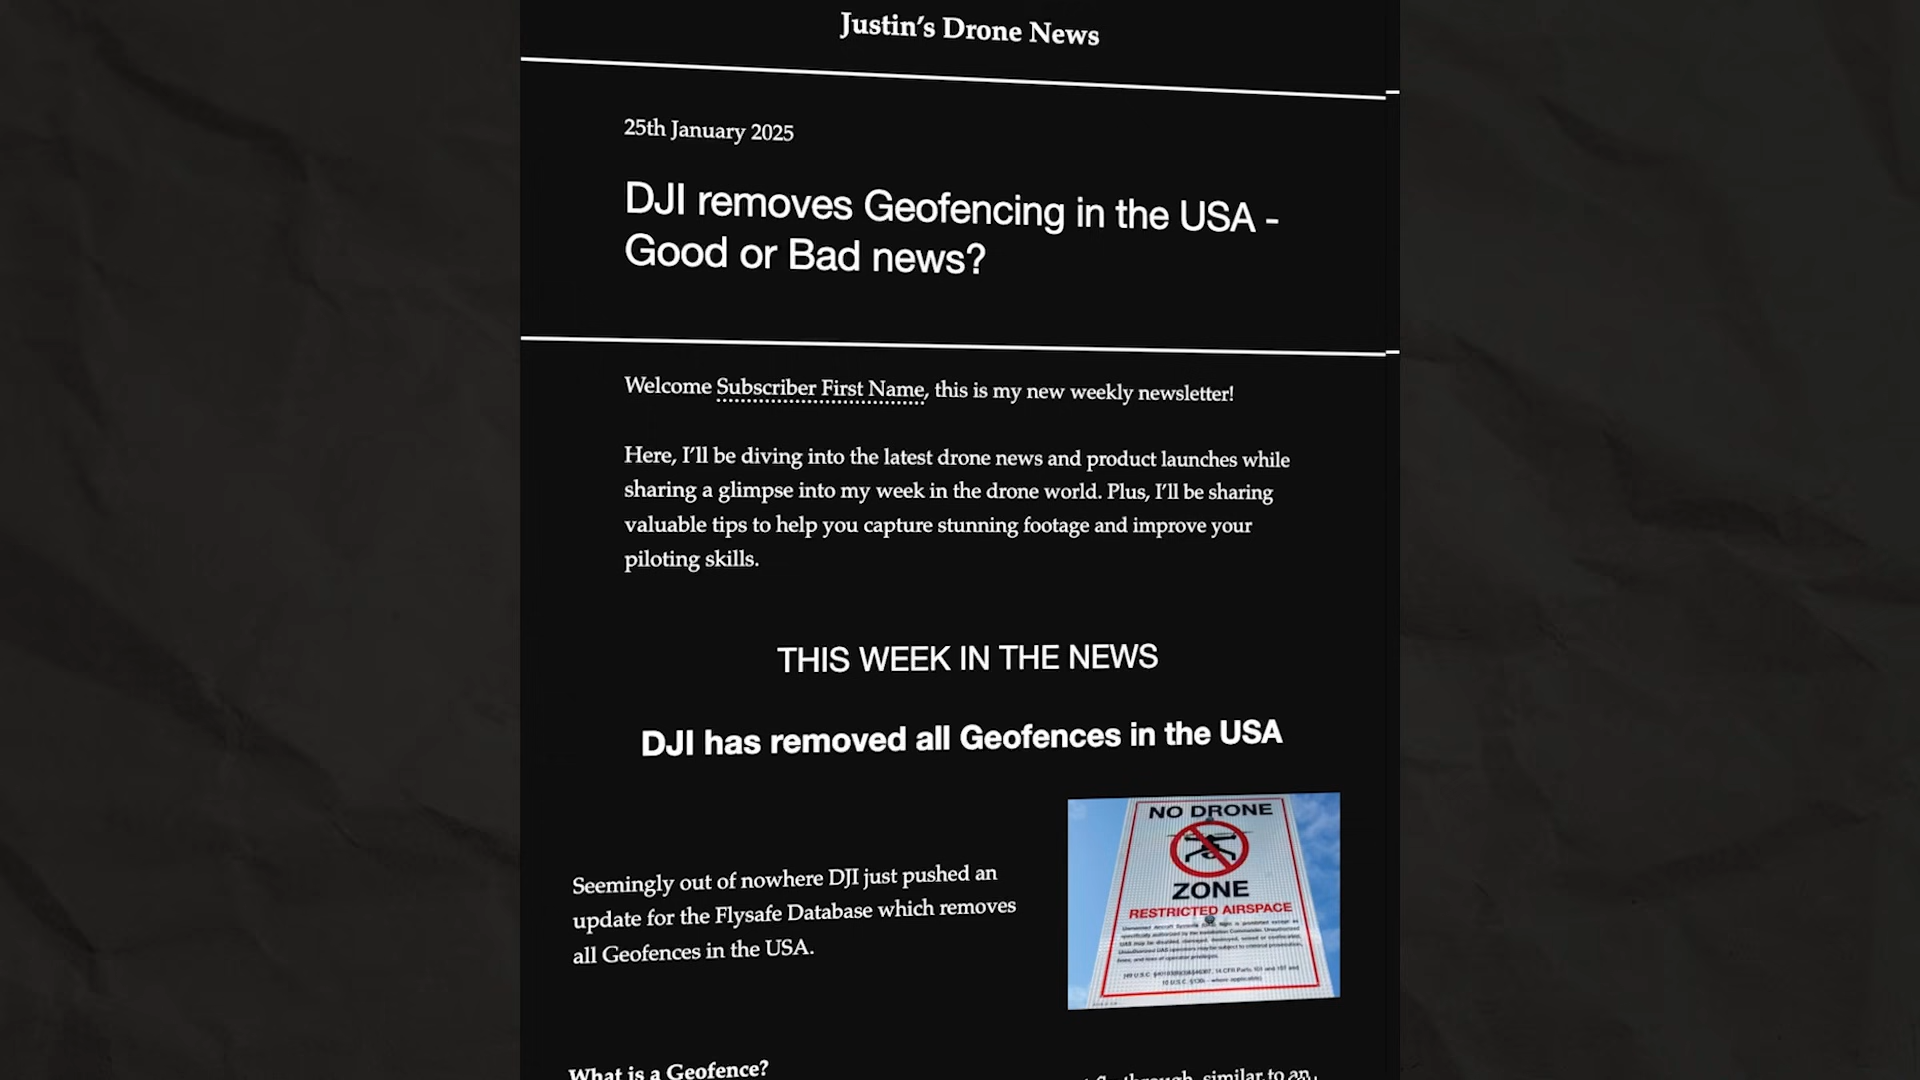 Justin’s Drone News
25th January 2025
DJI removes Geofencing in the USA -
Good or Bad news?
Welcome Subscriber First Name, this is my new weekly newsletter!
Here, I’ll be diving into the latest drone news and product launches while
sharing a glimpse into my week in the drone world. Plus, I’ll be sharing
valuable tips to help you capture stunning footage and improve your
piloting skills.
THIS WEEK IN THE NEWS
DJI has removed all Geofences in the USA
Seemingly out of nowhere DJI just pushed an
update for the Flysafe Database which removes
all Geofences in the USA.
NO DRONE
ZONE
RESTRICTED AIRSPACE
What is a Geofence?
through, similar to an